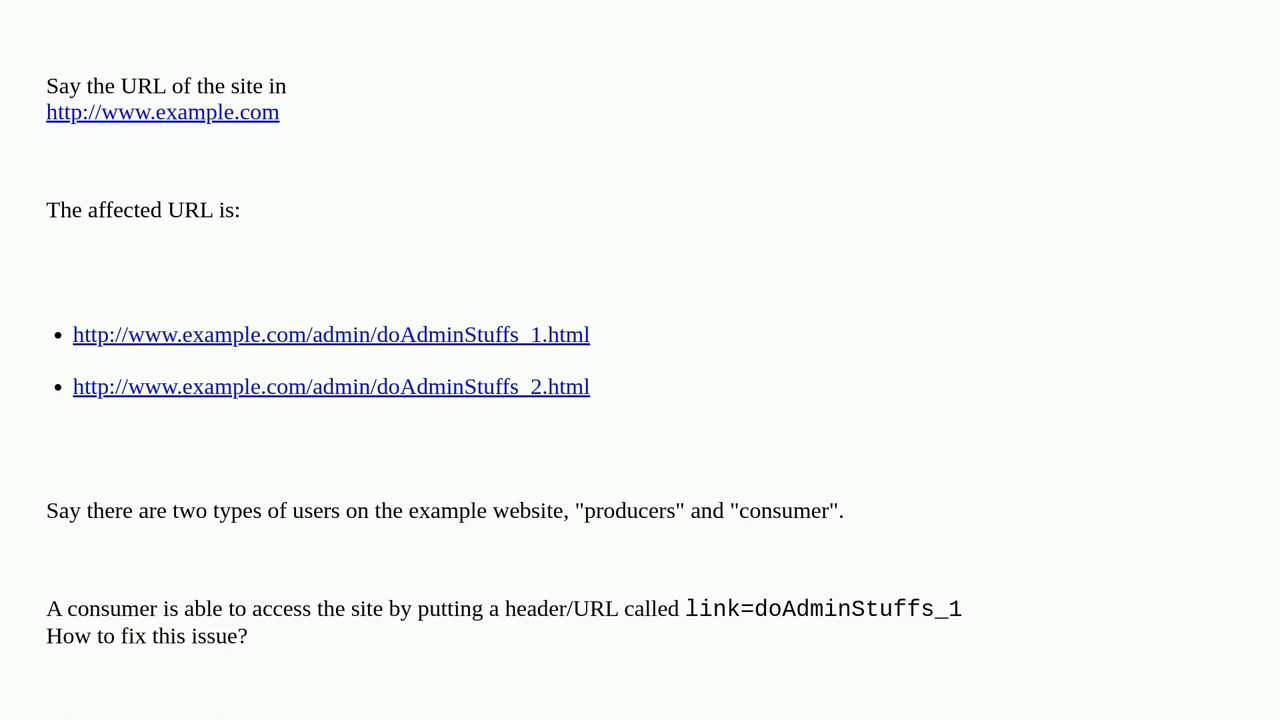 Say the URL of the site in
http://www.example.com
The affected URL is:
• http://www.example.com/admin/doAdminStuffs_1.html
• http://www.example.com/admin/doAdminStuffs_2.html
Say there are two types of users on the example website, "producers" and "consumer".
A consumer is able to access the site by putting a header/URL called link=doAdminStuffs_1
How to fix this issue?